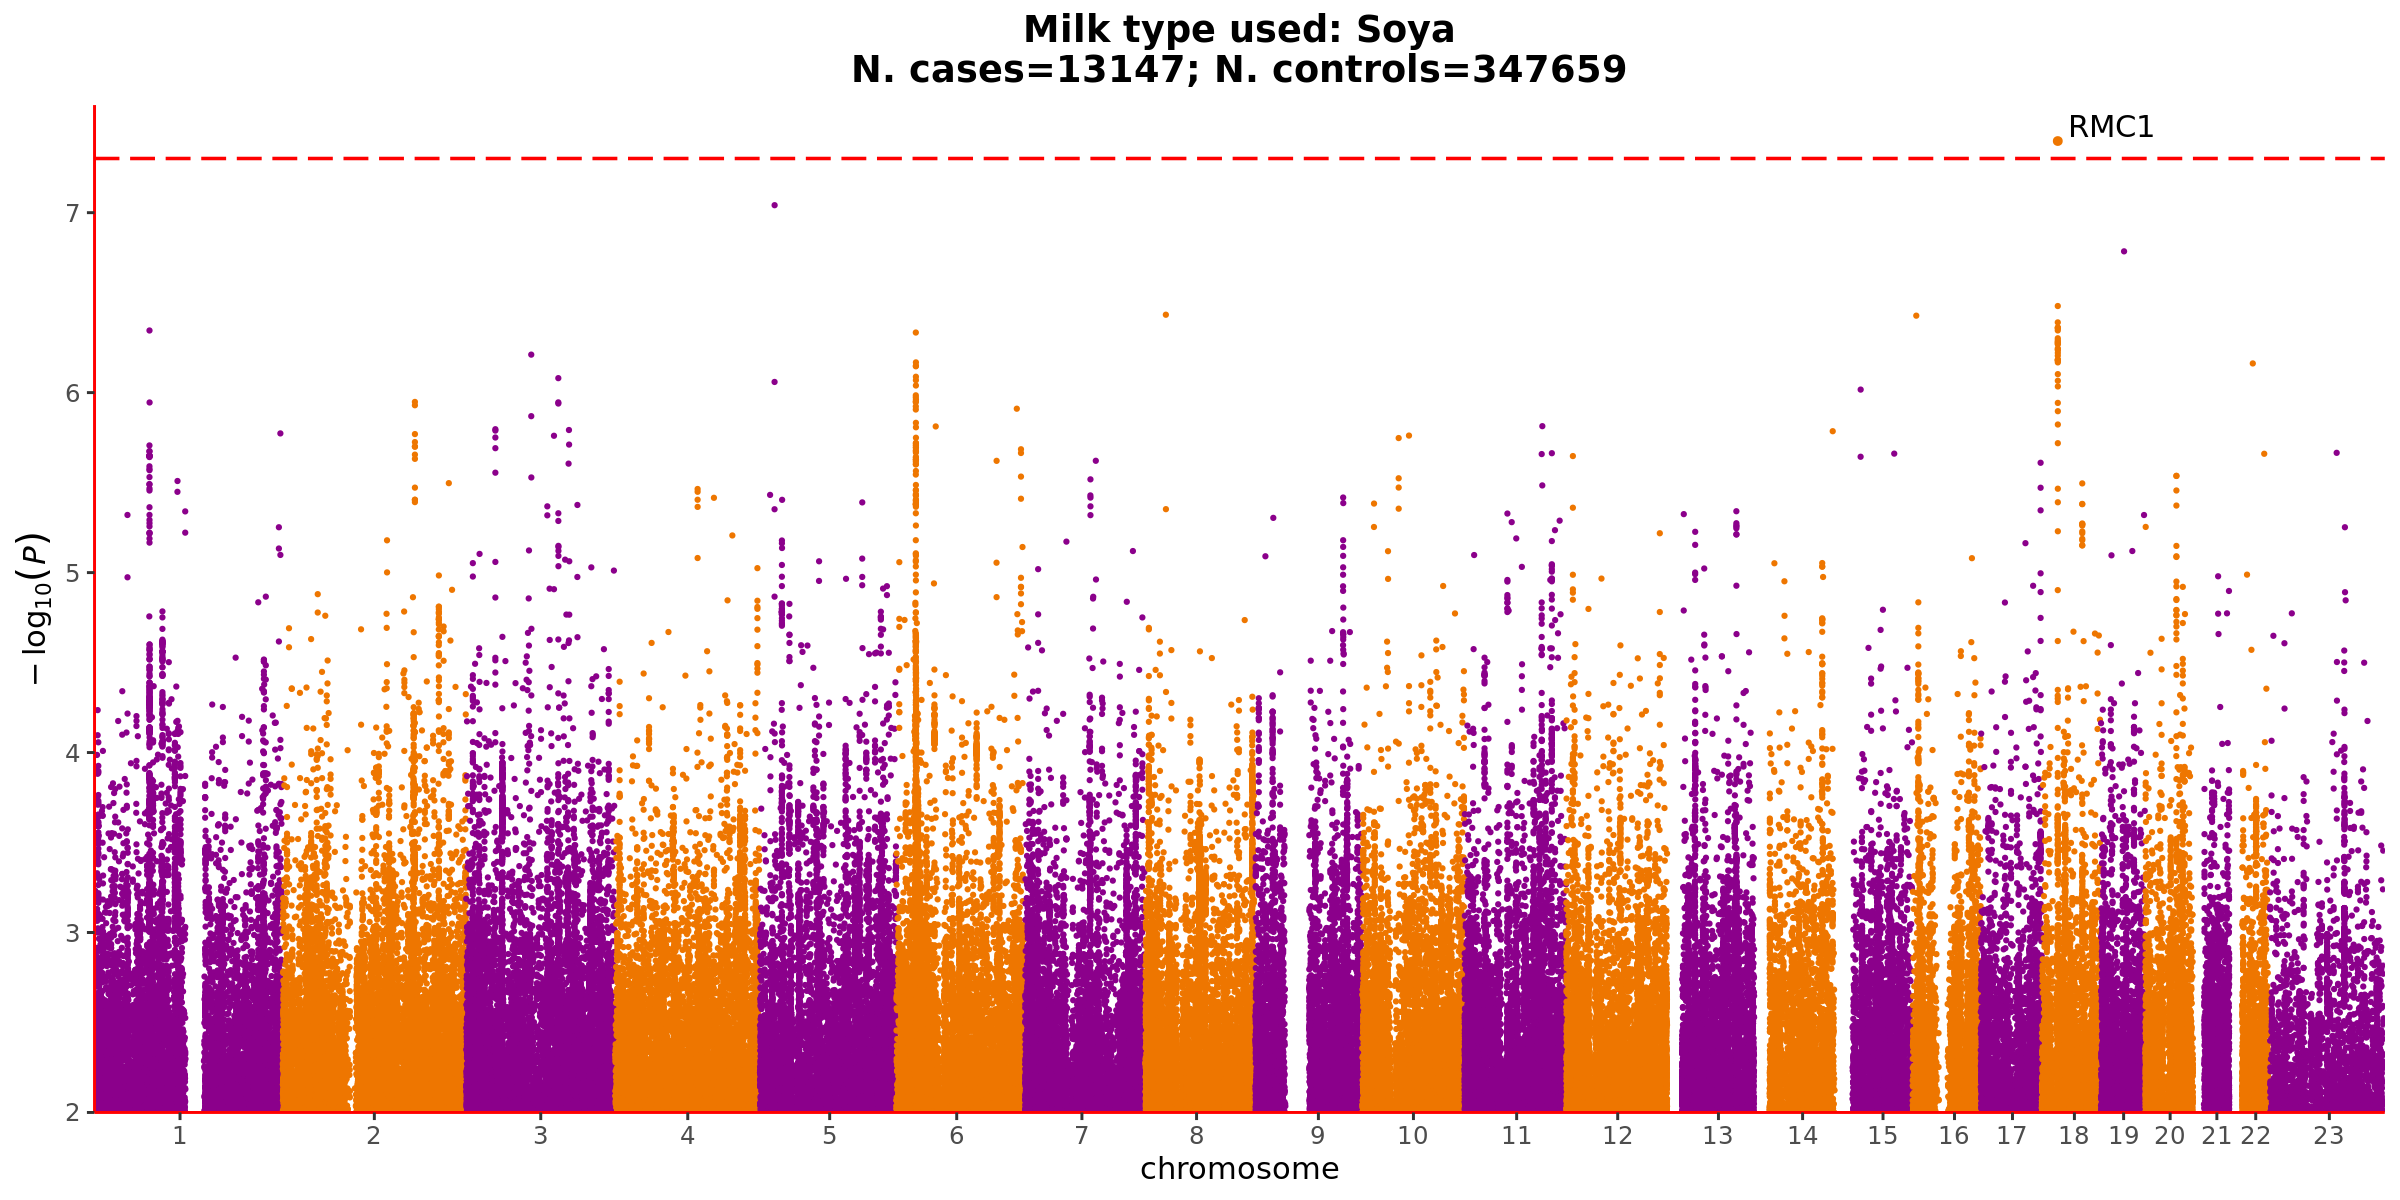 Milk type used: Soya
N. cases=13147; N. controls=347659
RMC1
7
6
5
4
3
2
−log10(P)
1 2 3 4 5 6 7 8 9 10 11 12 13 14 15 16 17 18 19 20 21 22 23
chromosome